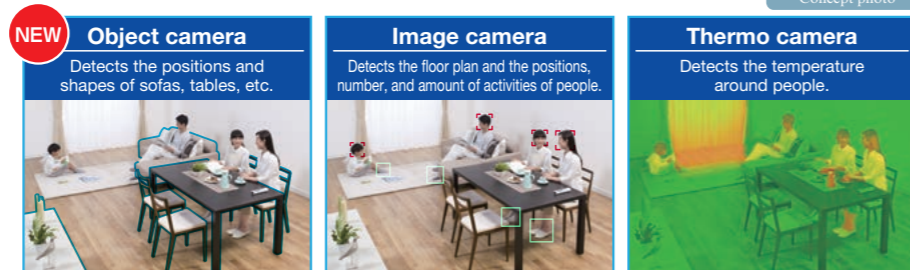 Concept photo
NEW
Object camera
Detects the positions and
shapes of sofas, tables, etc.
Image camera
Detects the floor plan and the positions,
number, and amount of activities of people.
Thermo camera
Detects the temperature
around people.